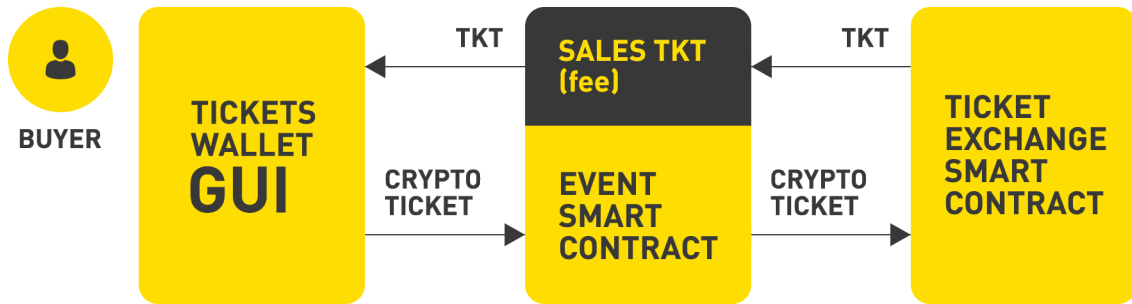 BUYER
TICKETS
WALLET
GUI
TKT
CRYPTO
TICKET
SALES TKT
(fee)
EVENT
SMART
CONTRACT
TKT
CRYPTO
TICKET
TICKET
EXCHANGE
SMART
CONTRACT